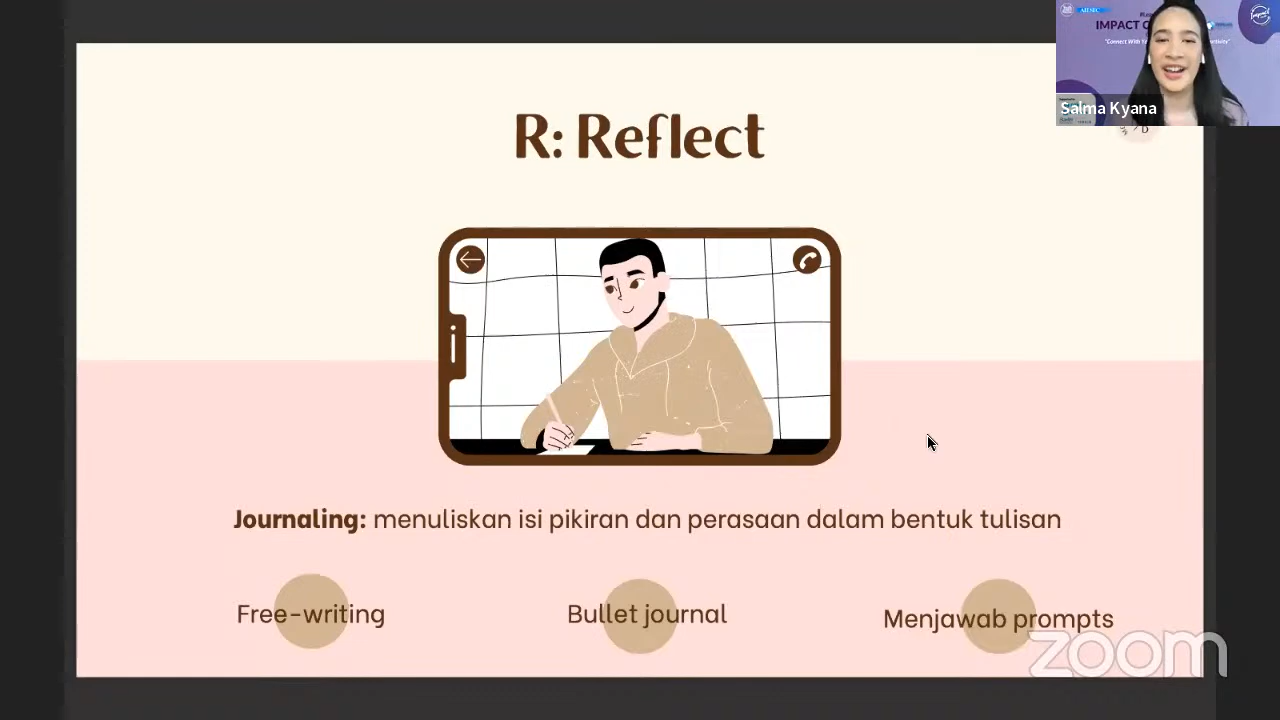 R: Reflect
IMPACT
Salma Kyana
Journaling: menuliskan isi pikiran dan perasaan dalam bentuk tulisan
Free-writing
Bullet journal
Menjawab prompts
zoom